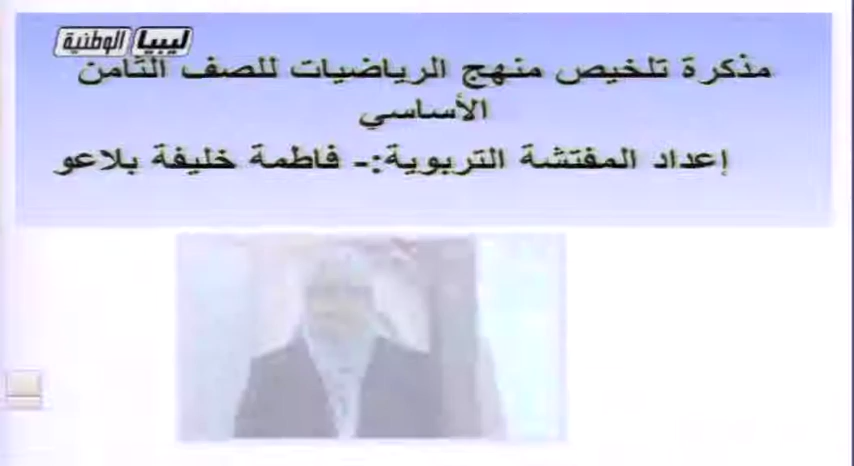 ليبيا الوطنية
مذكرة تلخيص منهج الرياضيات للصف الثامن
الأساسي
إعداد المفتشة التربوية:- فاطمة خليفة بلاعو